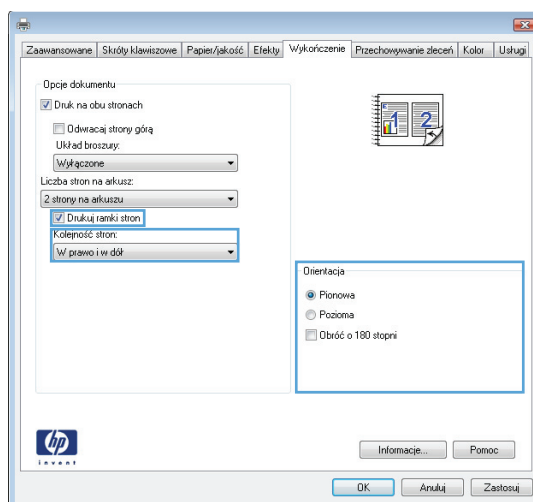 Zaawansowane Skróty klawiszowe Papier/jakość Efekty Wykończenie Przechowywanie zleceń Kolor Usługi
Opcje dokumentu
Druk na obu stronach
Odwracaj strony górą
Układ broszury:
Wyłączone
Liczba stron na arkusz:
2 strony na arkuszu
Drukuj ramki stron
Kolejność stron:
W prawo i w dół
1 2
Orientacja
Pionowa
Pozioma
Obróć o 180 stopni
hp
invent
Informacje... Pomoc
OK Anuluj Zastosuj